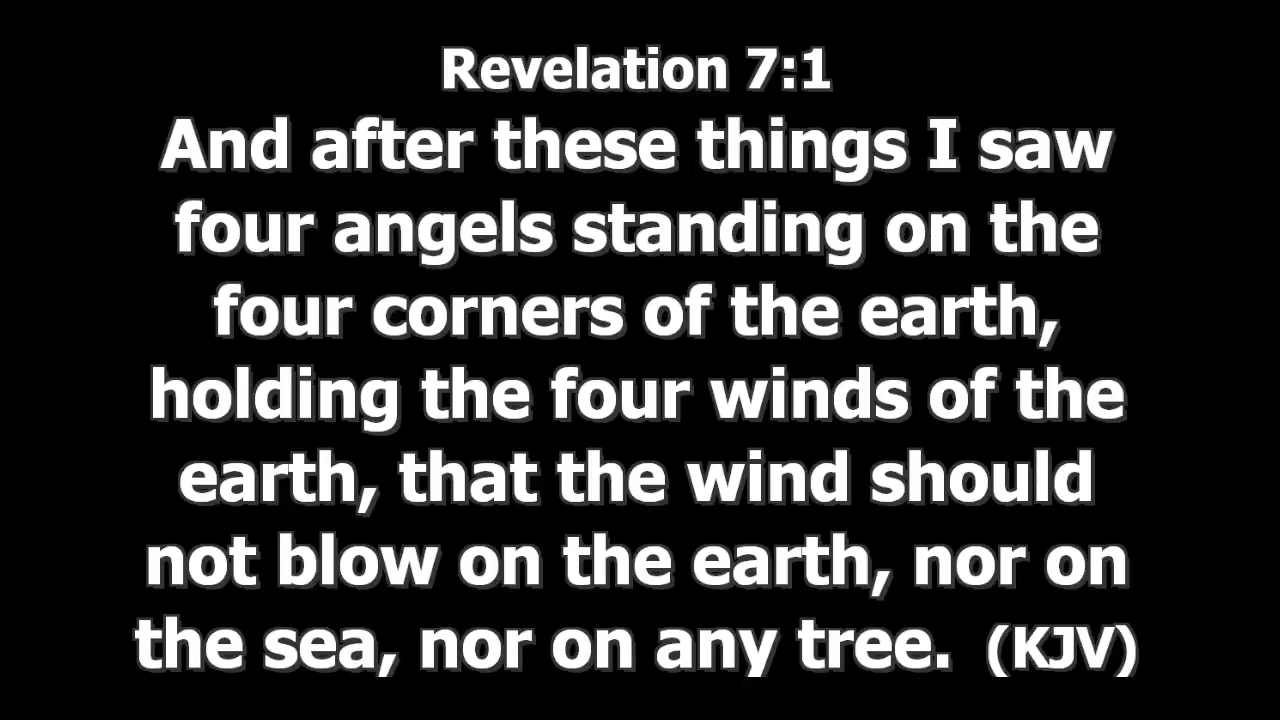 Revelation 7:1
And after these things I saw
four angels standing on the
four corners of the earth,
holding the four winds of the
earth, that the wind should
not blow on the earth, nor on
the sea, nor on any tree. (KJV)